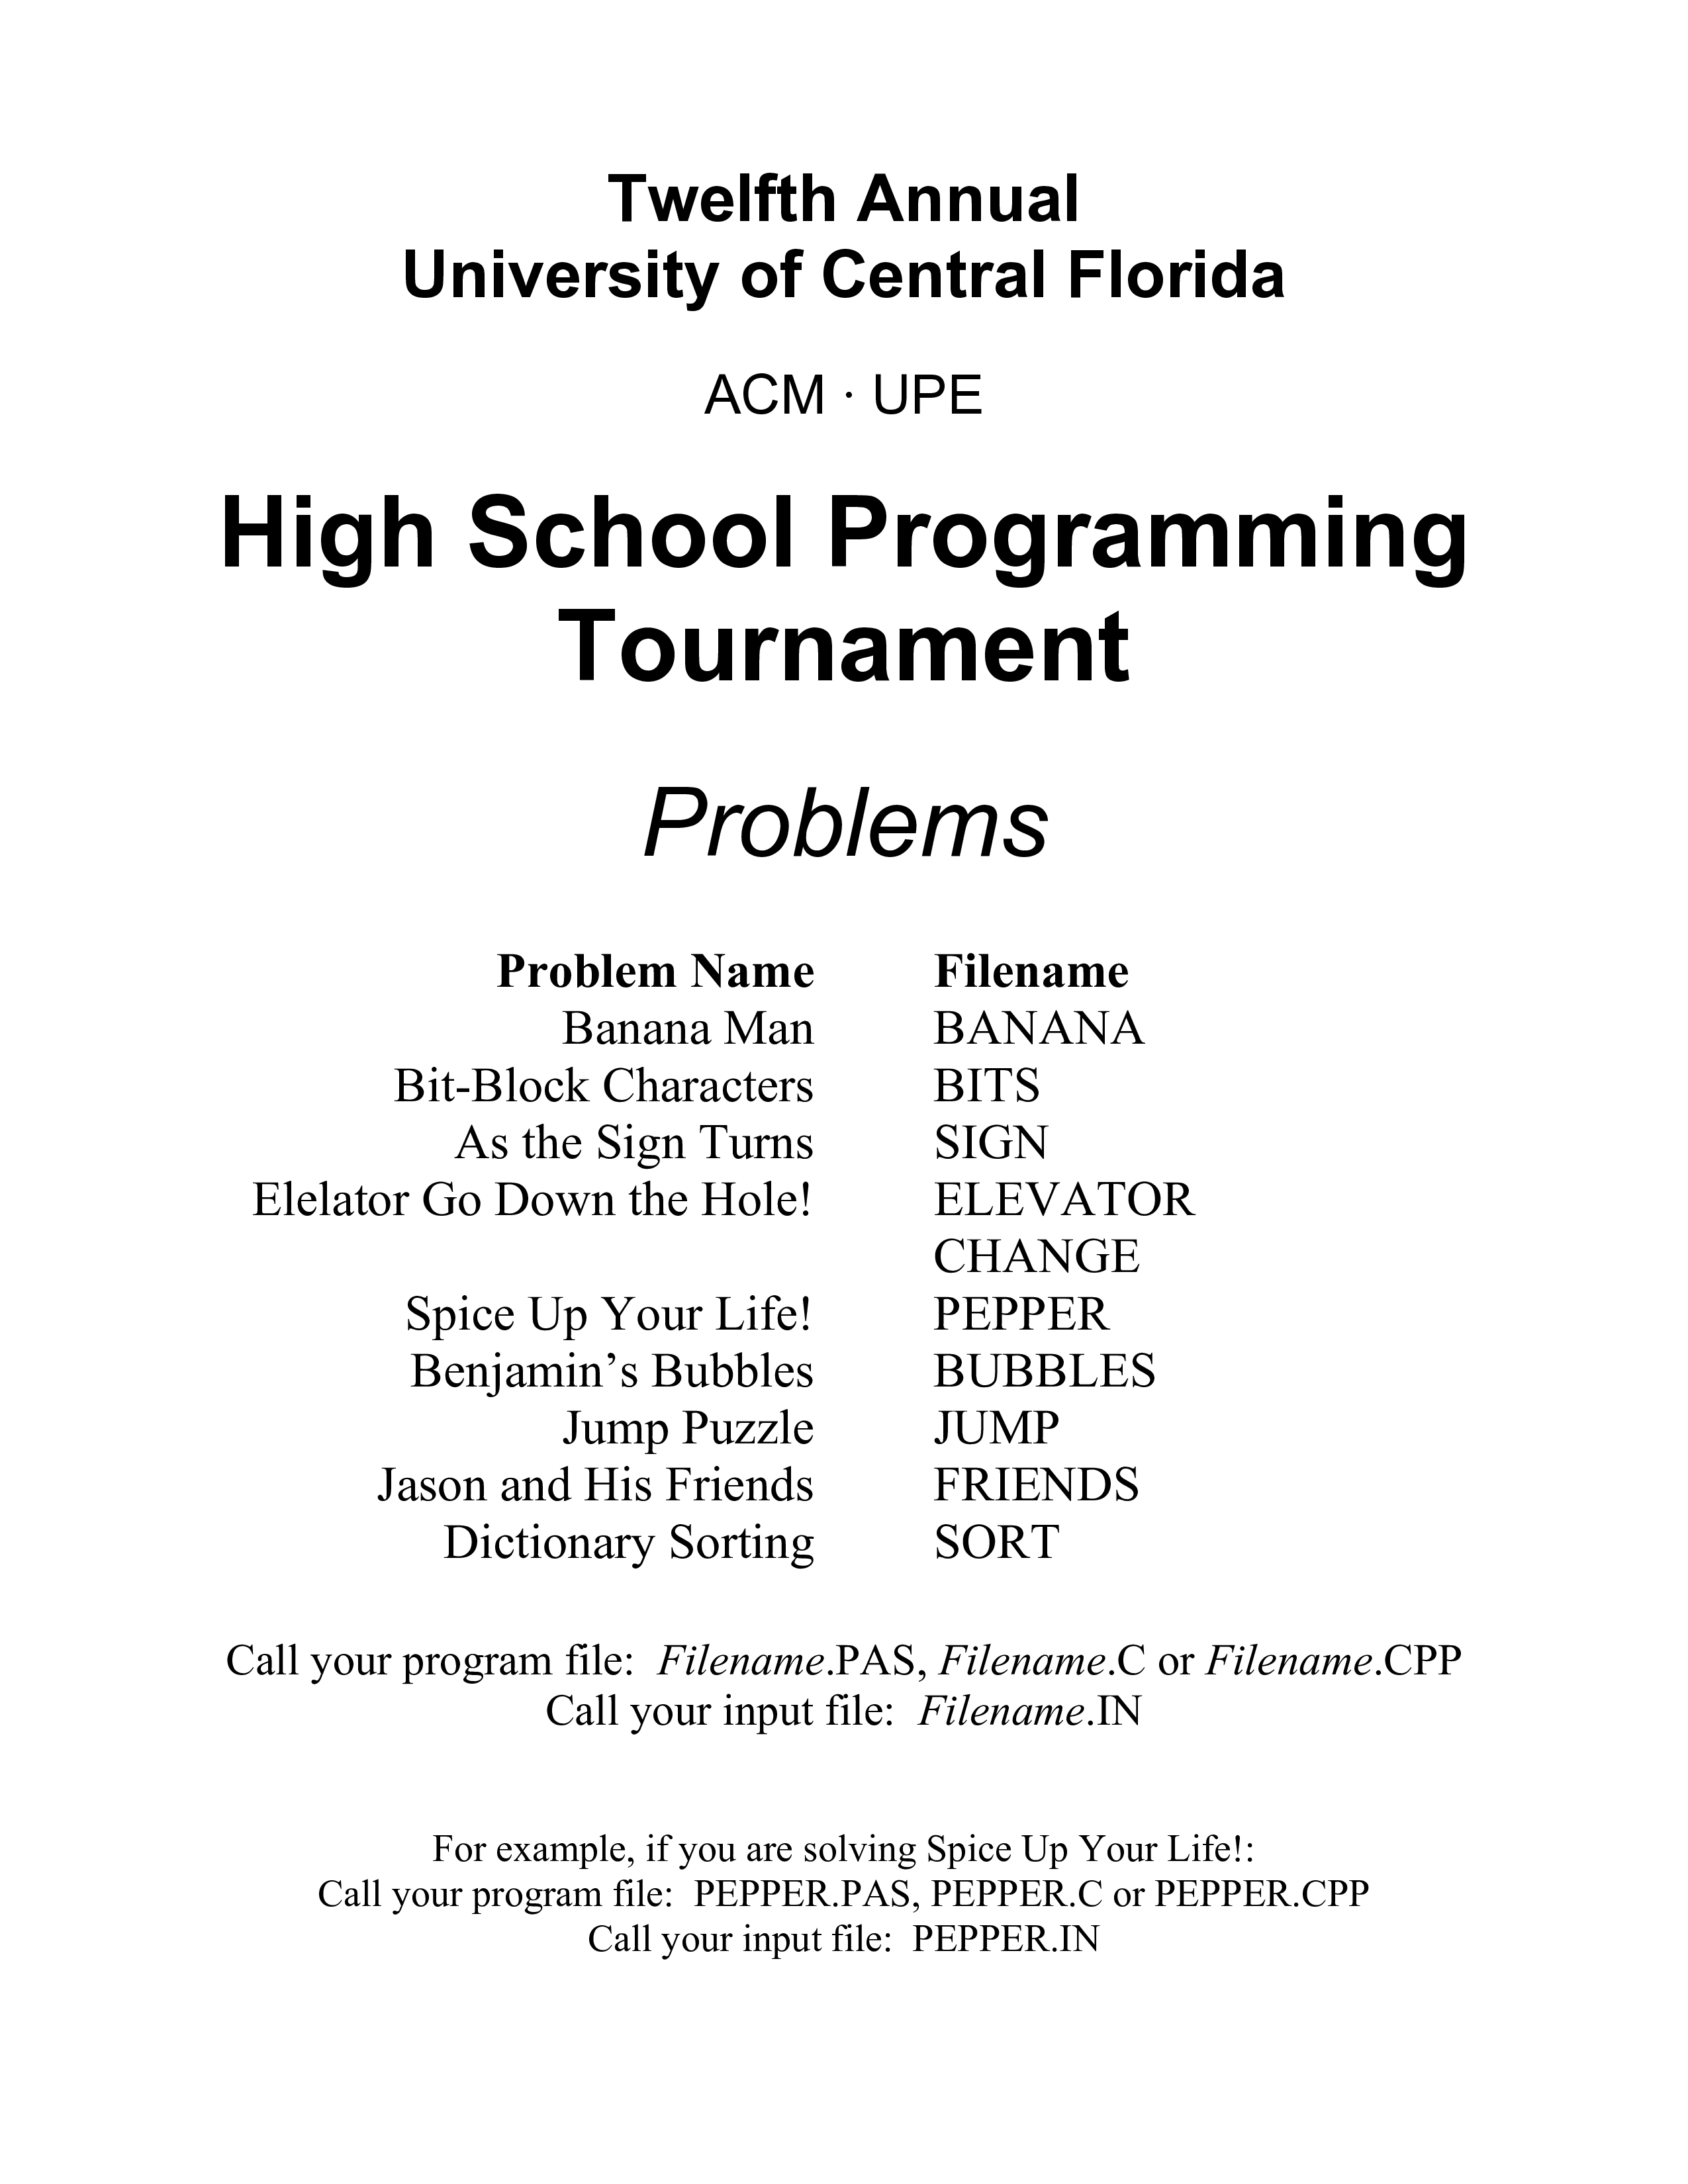 Twelfth Annual
University of Central Florida
ACM · UPE
High School Programming
Tournament
Problems
Problem Name Filename
Banana Man BANANA
Bit-Block Characters BITS
As the Sign Turns SIGN
Elelator Go Down the Hole! ELEVATOR
CHANGE
Spice Up Your Life! PEPPER
Benjamin’s Bubbles BUBBLES
Jump Puzzle JUMP
Jason and His Friends FRIENDS
Dictionary Sorting SORT
Call your program file: Filename.PAS, Filename.C or Filename.CPP
Call your input file: Filename.IN
For example, if you are solving Spice Up Your Life!:
Call your program file: PEPPER.PAS, PEPPER.C or PEPPER.CPP
Call your input file: PEPPER.IN